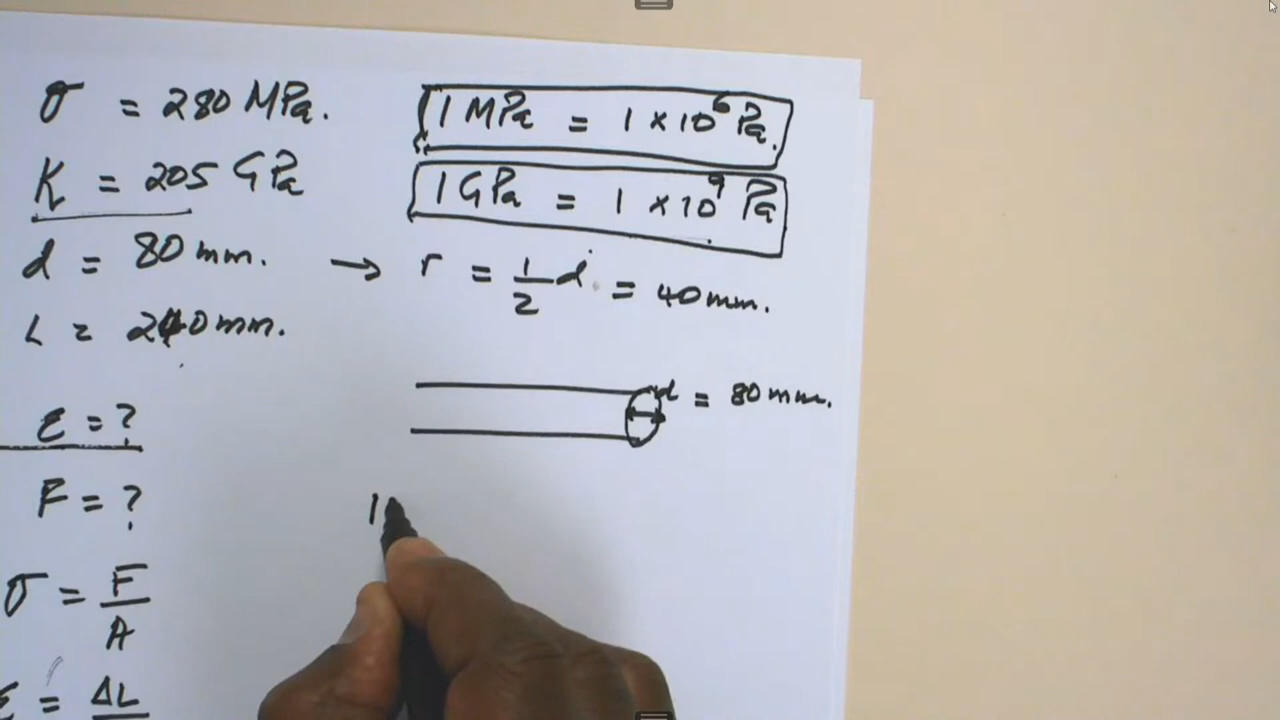 σ = 280 MPa.
K = 205 GPa
d = 80 mm.
L = 240 mm.
ε = ?
F = ?
σ = F/A
ε = ΔL
1 MPa = 1 × 10⁶ Pa.
1 GPa = 1 × 10⁹ Pa
→ r = 1/2 d = 40 mm.
d = 80 mm.
1